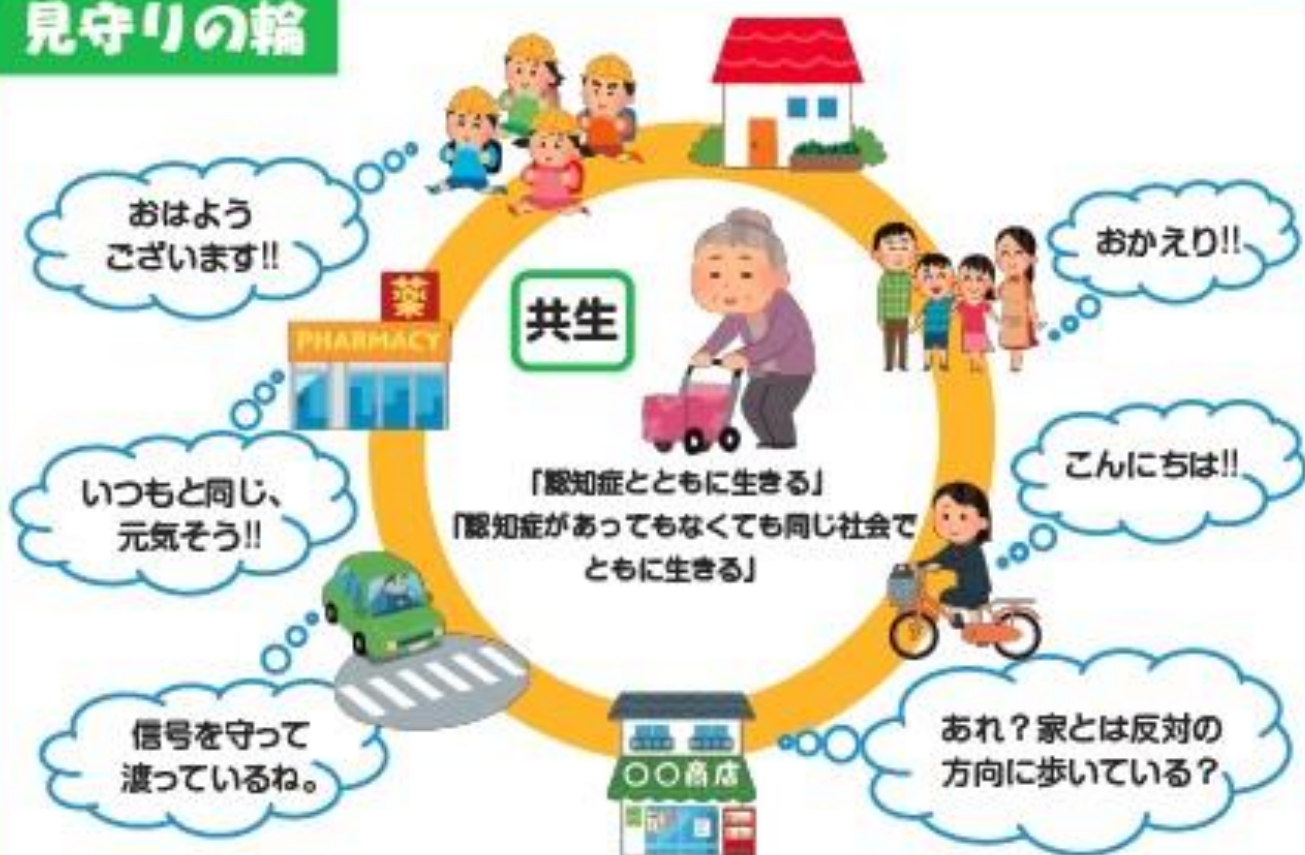 見守りの輪
おはよう
ございます!!
おかえり!!
薬
PHARMACY
共生
いつもと同じ、
元気そう!!
こんにちは!!
「認知症とともに生きる」
「認知症があってもなくても同じ社会で
ともに生きる」
信号を守って
渡っているね。
〇〇商店
あれ？家とは反対の
方向に歩いている？